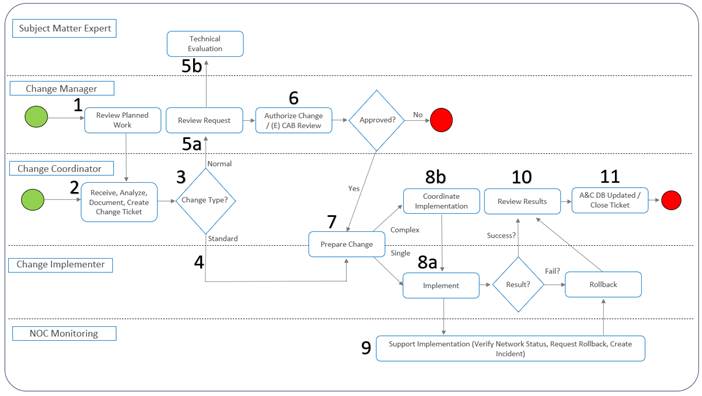 Subject Matter Expert
Technical
Evaluation
5b
Change Manager
1
Review Planned
Work
Review Request
5a
6
Authorize Change
/ (E) CAB Review
Approved?
No
Change Coordinator
2
Receive, Analyze,
Document, Create
Change Ticket
3
Normal
Change Type?
Standard
4
Yes
7
Prepare Change
Complex
Single
8b
Coordinate
Implementation
10
Review Results
11
A&C DB Updated /
Close Ticket
Change Implementer
8a
Implement
Success?
Result?
Fail?
Rollback
NOC Monitoring
9
Support Implementation (Verify Network Status, Request Rollback, Create
Incident)